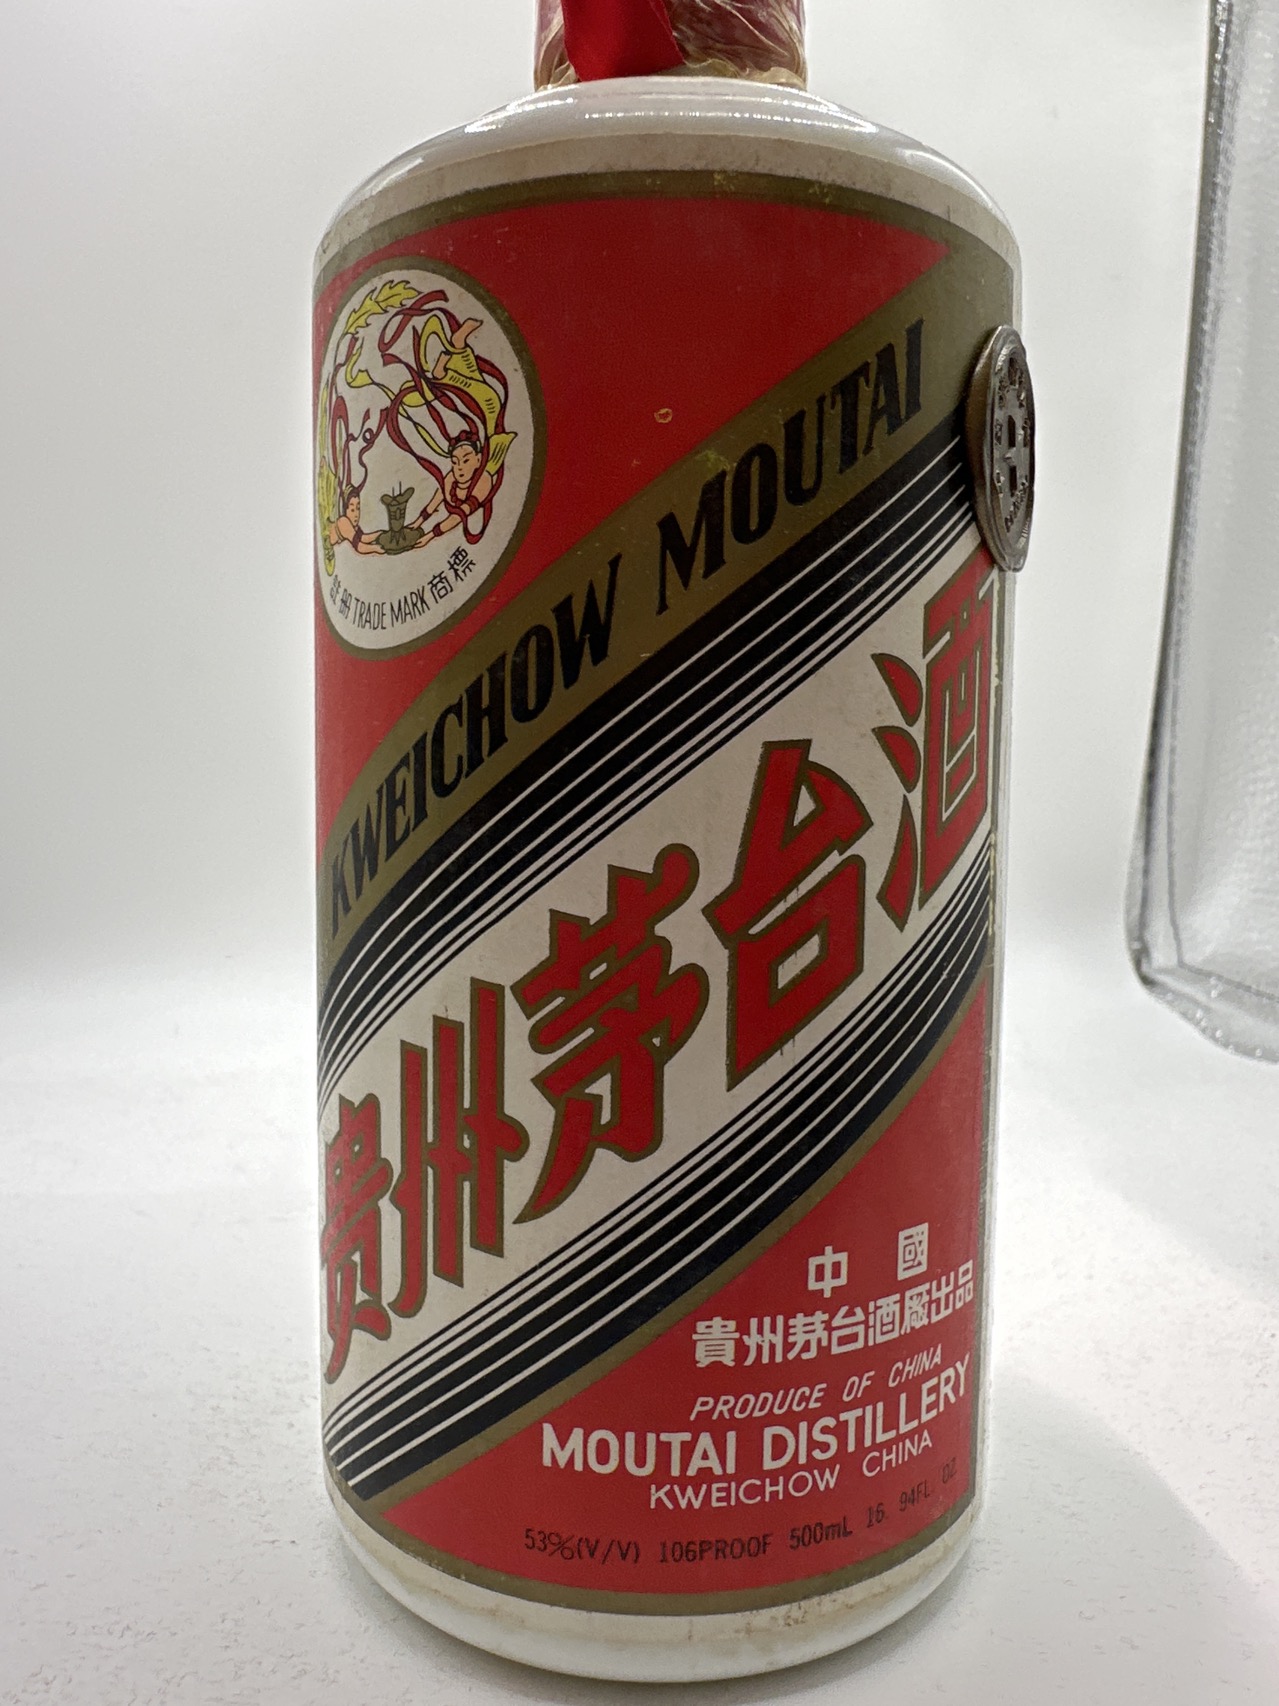 註冊 TRADE MARK 商標
KWEICHOW MOUTAI
贵州茅台酒
中國
貴州茅台酒廠出品
PRODUCE OF CHINA
MOUTAI DISTILLERY
KWEICHOW CHINA
53%(V/V) 106PROOF 500mL 16.94FL OZ